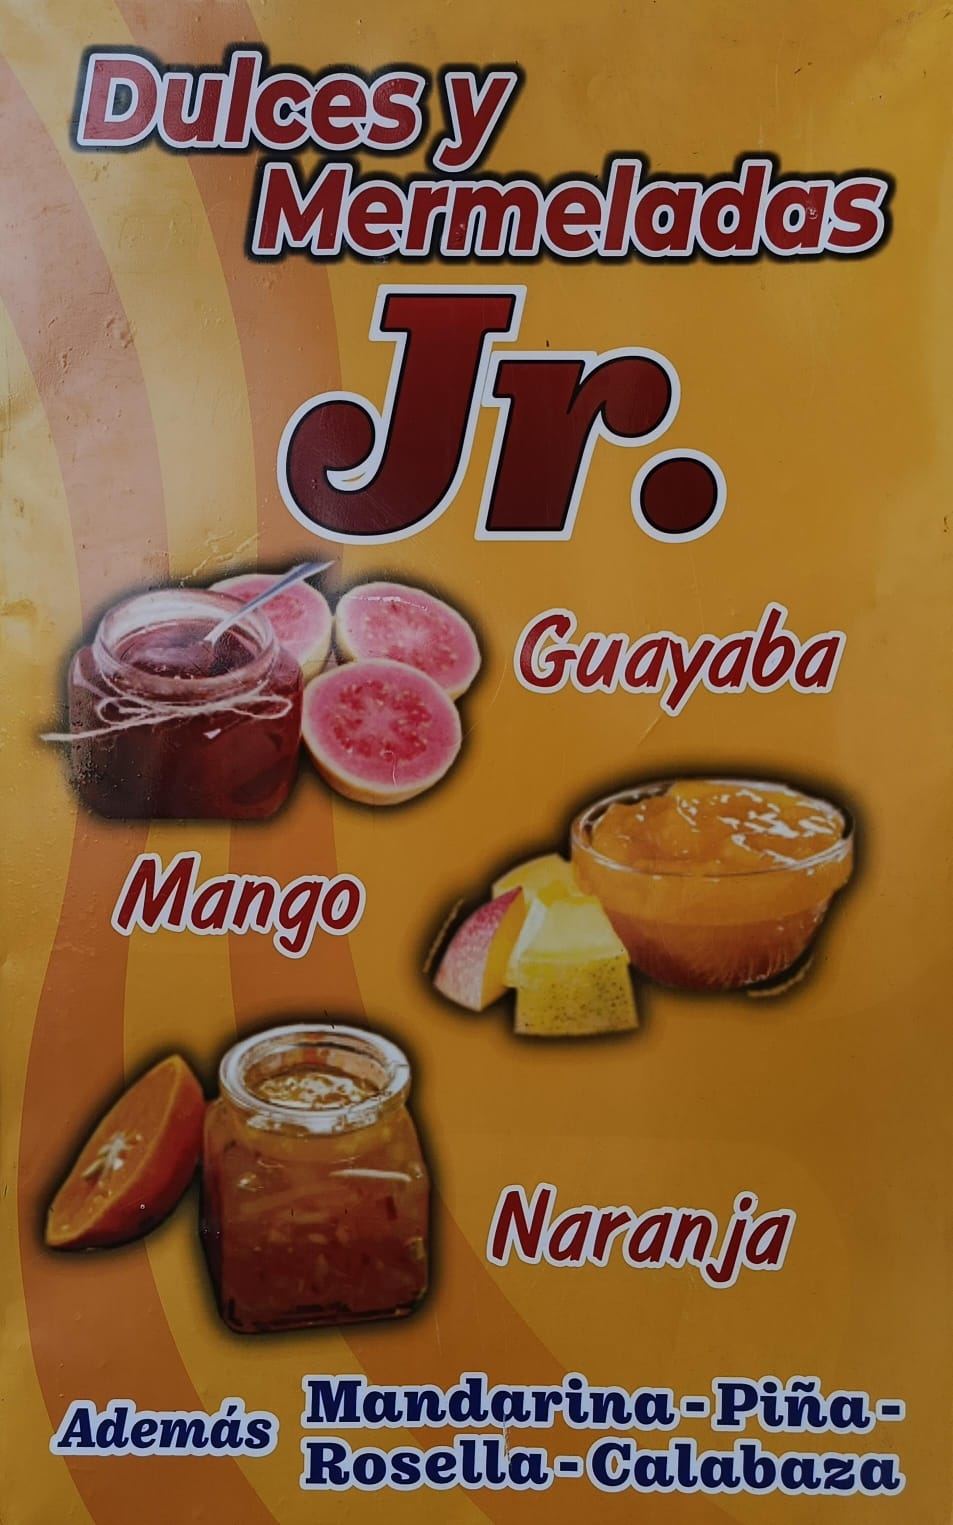 Dulces y
Mermeladas
Jr.
Guayaba
Mango
Naranja
Además
Mandarina - Piña -
Rosella - Calabaza